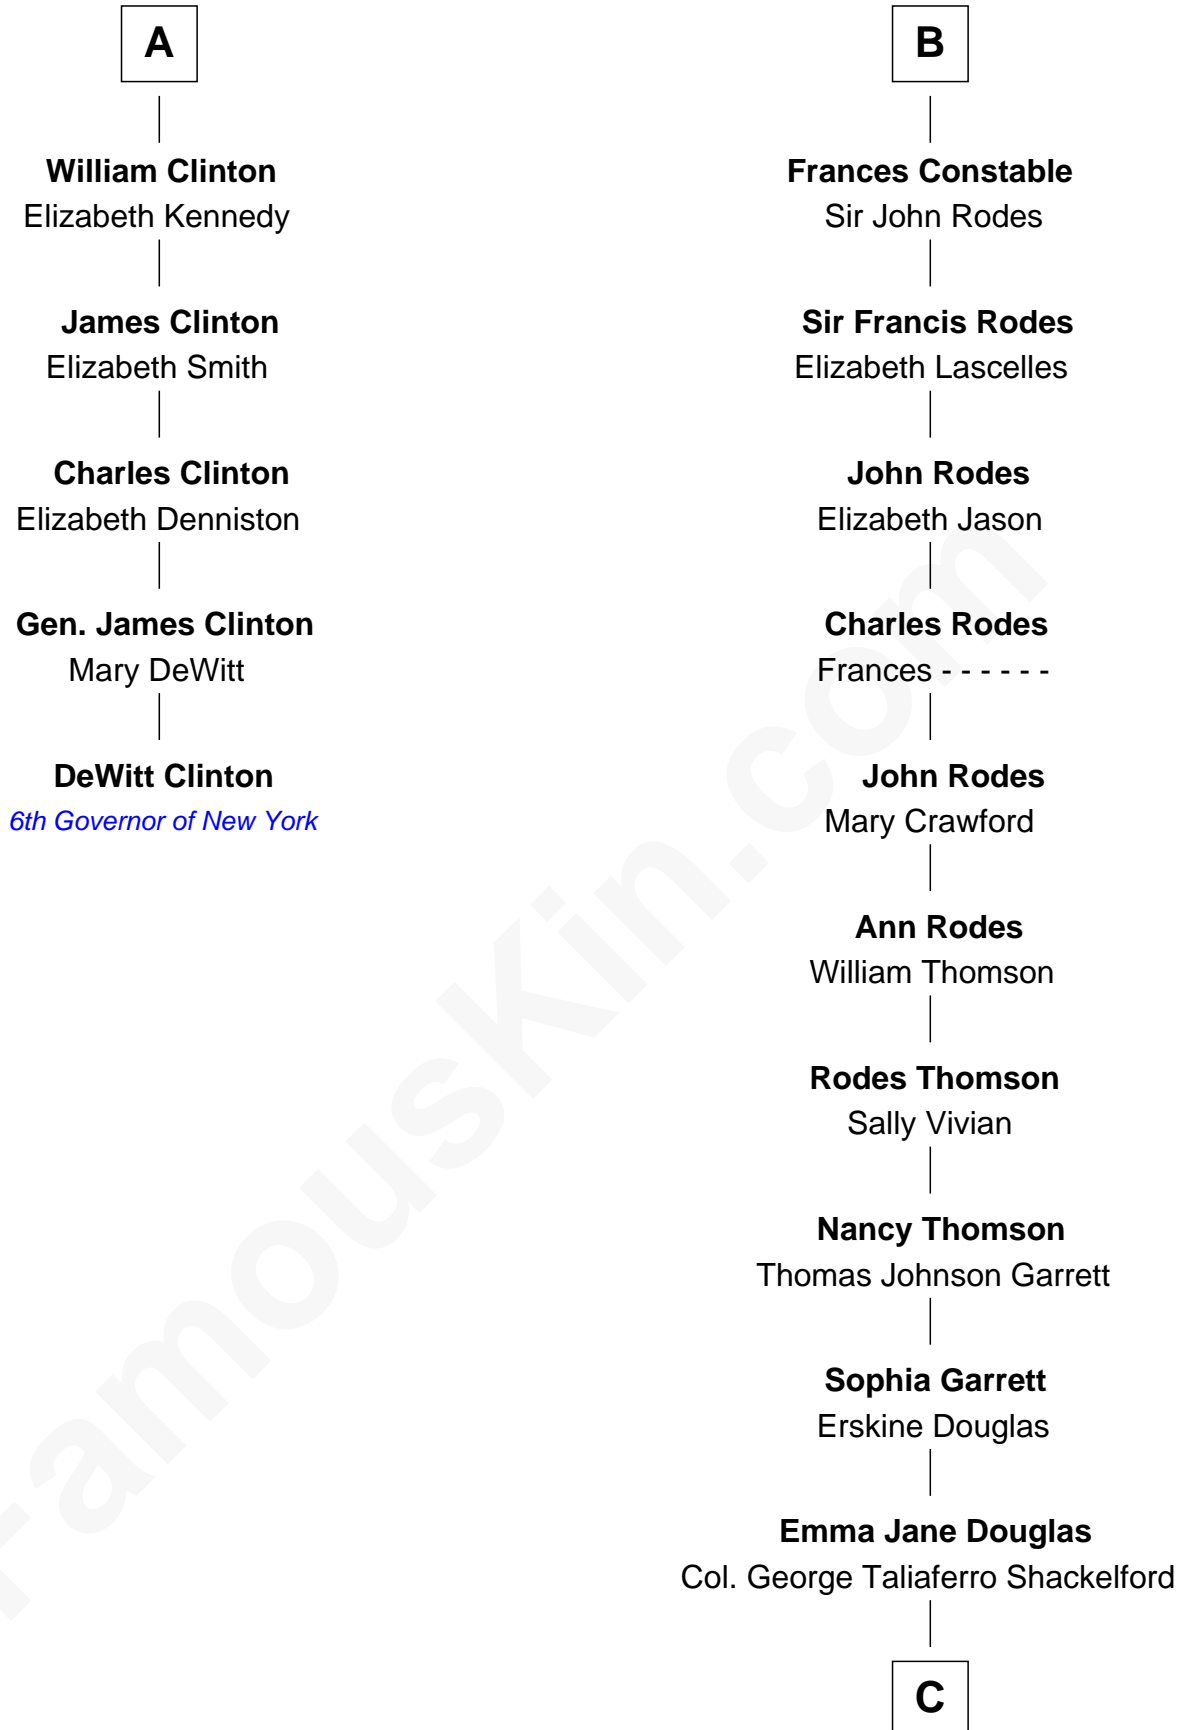 A
William Clinton
Elizabeth Kennedy
James Clinton
Elizabeth Smith
Charles Clinton
Elizabeth Denniston
Gen. James Clinton
Mary DeWitt
DeWitt Clinton
6th Governor of New York
B
Frances Constable
Sir John Rodes
Sir Francis Rodes
Elizabeth Lascelles
John Rodes
Elizabeth Jason
Charles Rodes
Frances - - - - - -
John Rodes
Mary Crawford
Ann Rodes
William Thomson
Rodes Thomson
Sally Vivian
Nancy Thomson
Thomas Johnson Garrett
Sophia Garrett
Erskine Douglas
Emma Jane Douglas
Col. George Taliaferro Shackelford
C
FamousKin.com